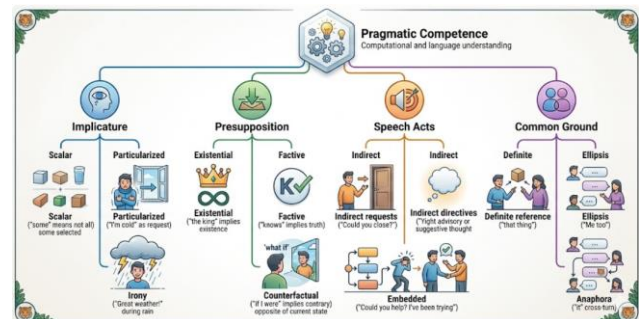 Pragmatic Competence
Computational and language understanding
Implicature
Presupposition
Speech Acts
Common Ground
Scalar
Particularized
Existential
Factive
Indirect
Indirect
Definite
Ellipsis
K
Scalar
("some" means not all)
some selected
Particularized
("I'm cold" as request)
Existential
("the king" implies
existence
Factive
("knows" implies truth)
Indirect requests
("Could you close?")
Indirect directives
advisory or
suggestive thought
Definite reference
("that thing")
Ellipsis
("Me too")
Irony
("Great weather!"
during rain
"what if"
Counterfactual
("if I were" implies contrary)
opposite of current state
Embedded
("Could you help? I've been trying")
Anaphora
("it" cross-turn)